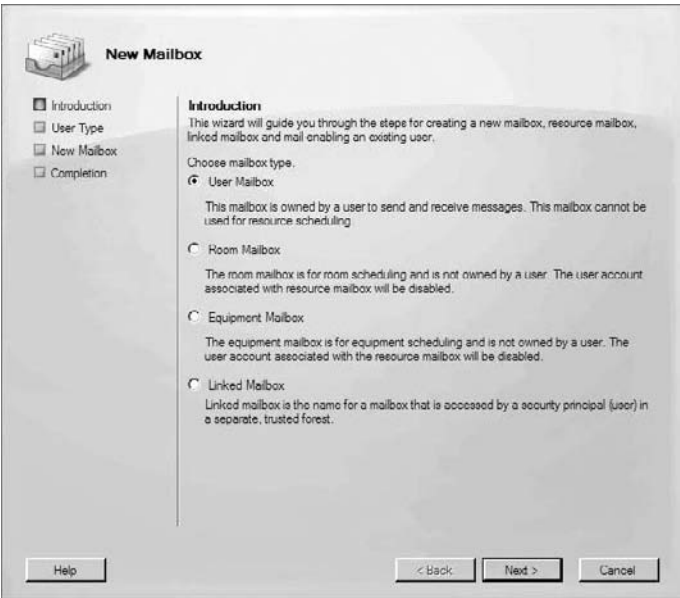 New Mailbox
Introduction
User Type
New Mailbox
Completion
Introduction
This wizard will guide you through the steps for creating a new mailbox, resource mailbox,
linked mailbox and mail enabling an existing user.
Choose mailbox type.
User Mailbox
This mailbox is owned by a user to send and receive messages. This mailbox cannot be
used for resource scheduling.
Room Mailbox
The room mailbox is for room scheduling and is not owned by a user. The user account
associated with resource mailbox will be disabled.
Equipment Mailbox
The equipment mailbox is for equipment scheduling and is not owned by a user. The
user account associated with the resource mailbox will be disabled.
Linked Mailbox
Linked mailbox is the name for a mailbox that is accessed by a security principal (user) in
a separate, trusted forest.
Help
< Back
Next >
Cancel